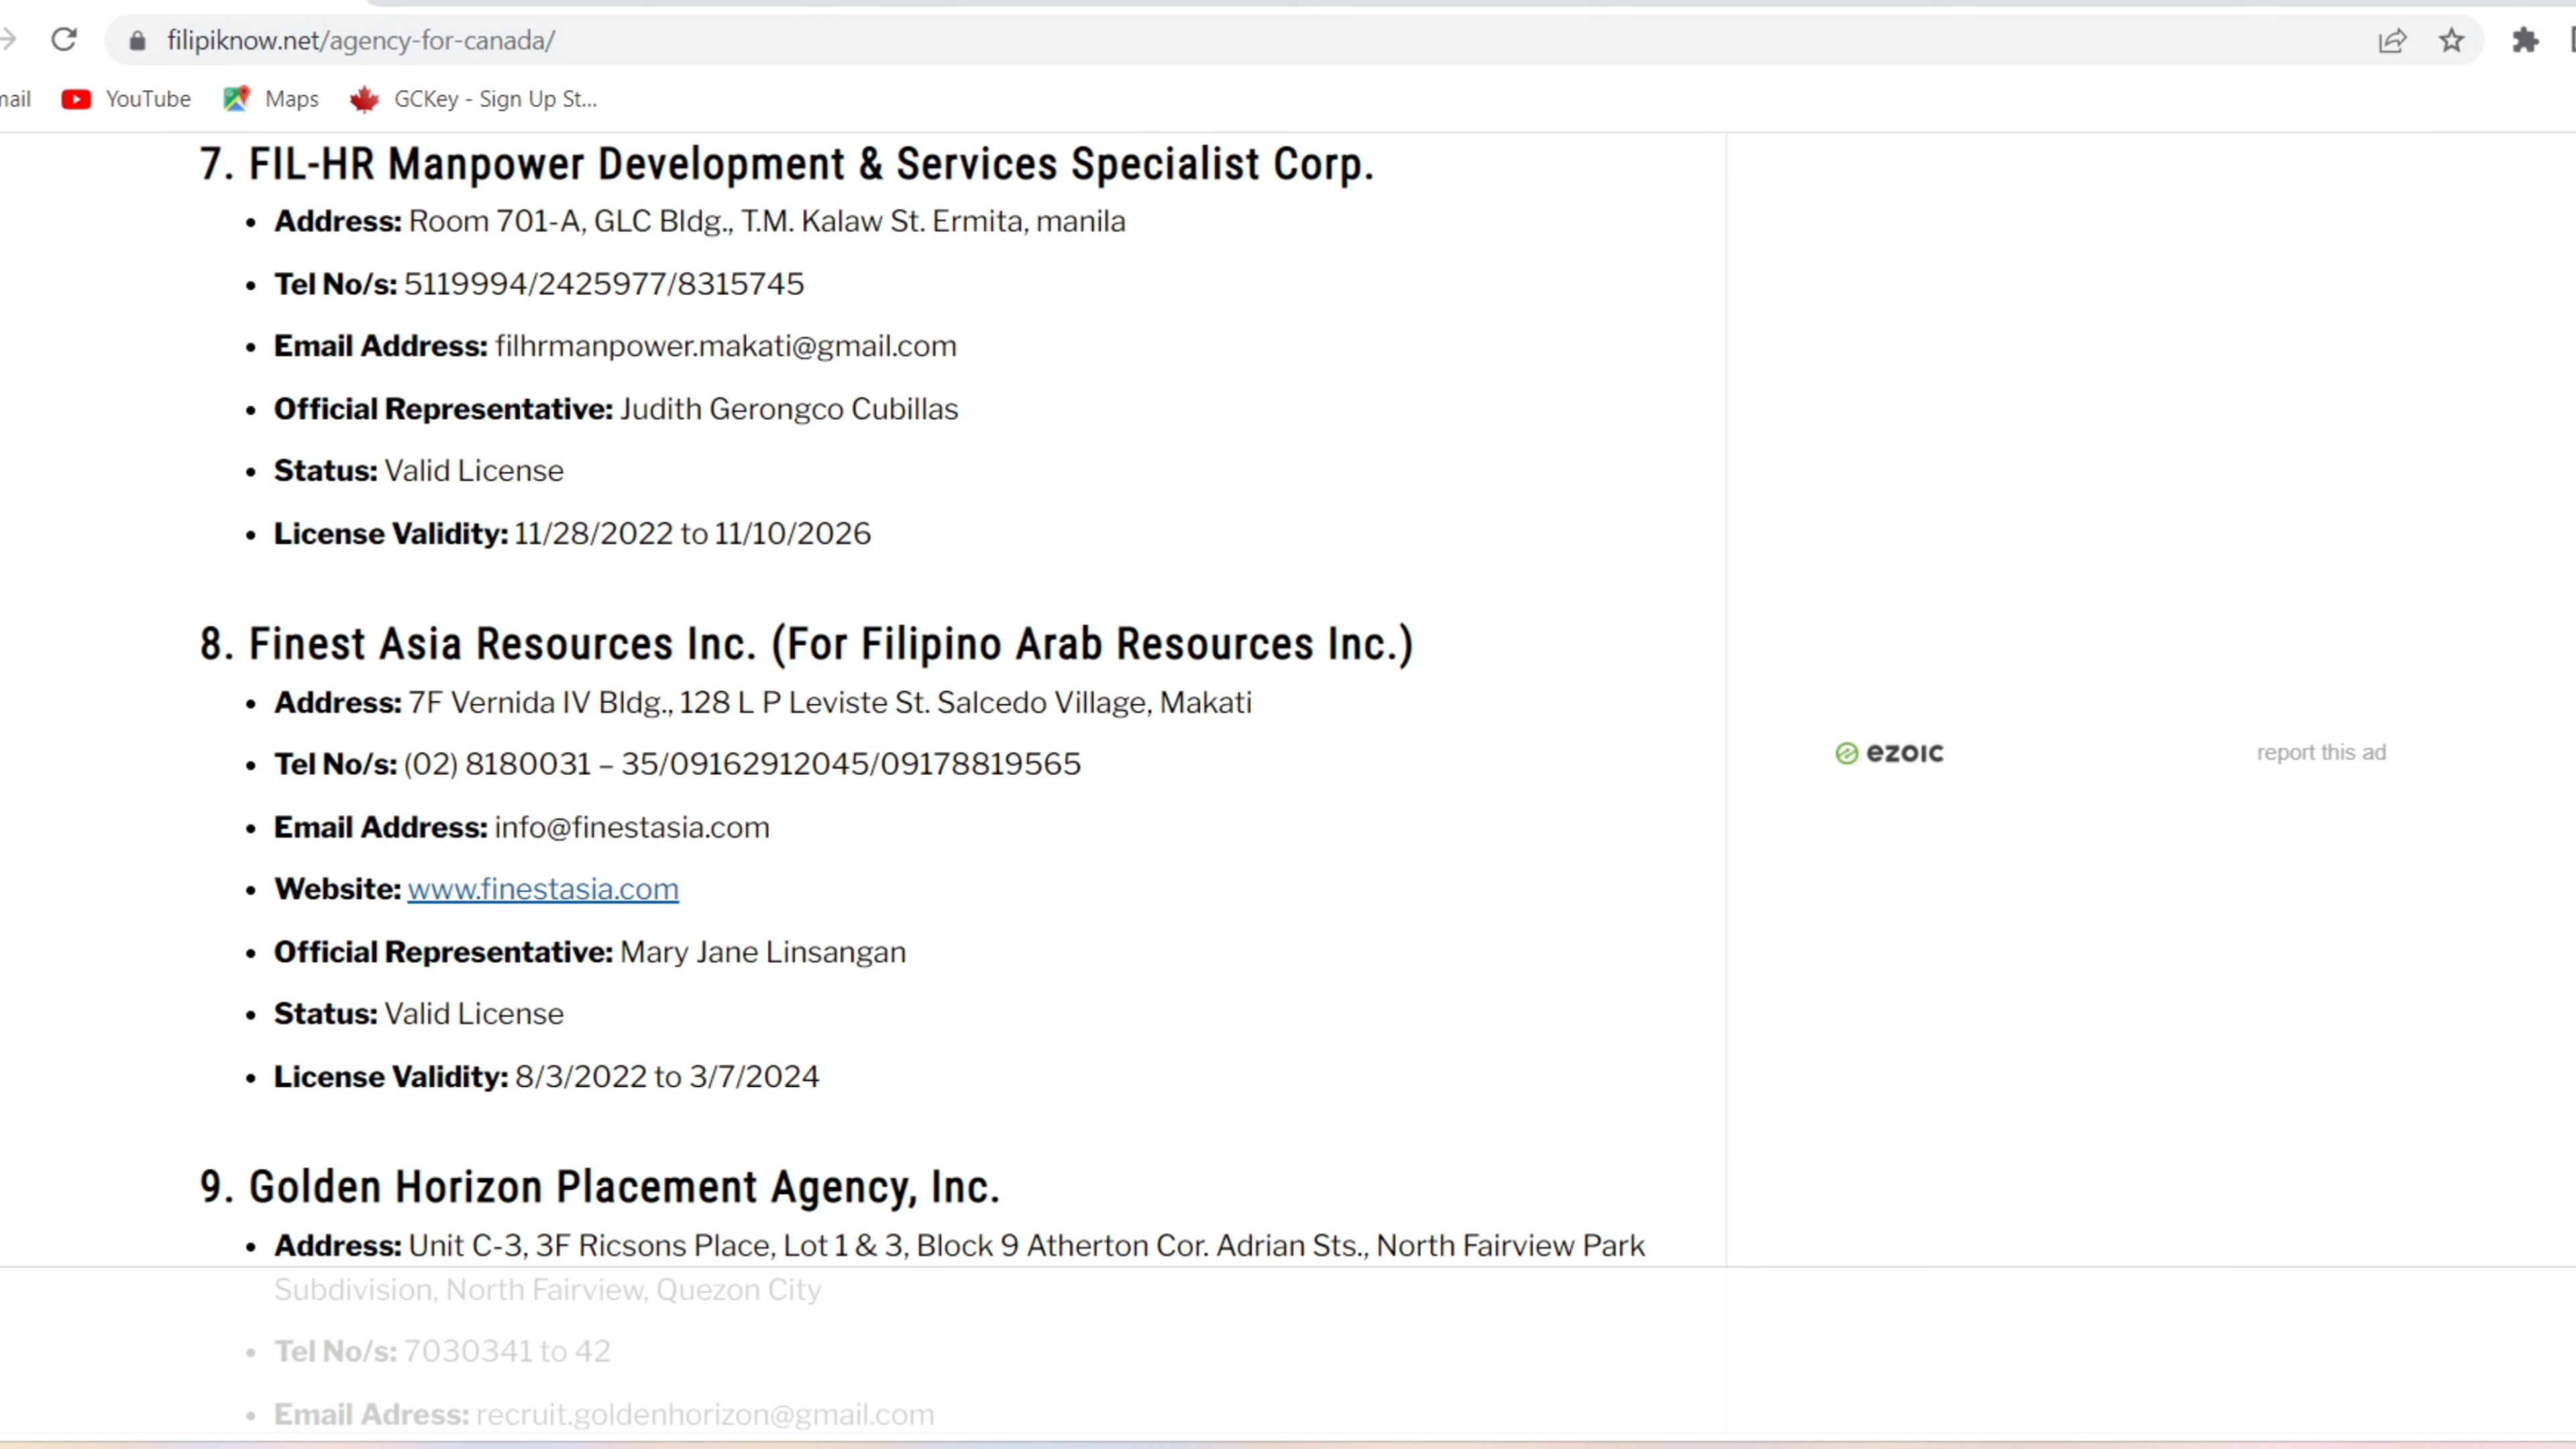 filipiknow.net/agency-for-canada/
mail YouTube Maps GCKey - Sign Up St...
7. FIL-HR Manpower Development & Services Specialist Corp.
• Address: Room 701-A, GLC Bldg., T.M. Kalaw St. Ermita, manila
• Tel No/s: 5119994/2425977/8315745
• Email Address: filhrmanpower.makati@gmail.com
• Official Representative: Judith Gerongco Cubillas
• Status: Valid License
• License Validity: 11/28/2022 to 11/10/2026
8. Finest Asia Resources Inc. (For Filipino Arab Resources Inc.)
• Address: 7F Vernida IV Bldg., 128 L P Leviste St. Salcedo Village, Makati
• Tel No/s: (02) 8180031 – 35/09162912045/09178819565
• Email Address: info@finestasia.com
• Website: www.finestasia.com
• Official Representative: Mary Jane Linsangan
• Status: Valid License
• License Validity: 8/3/2022 to 3/7/2024
9. Golden Horizon Placement Agency, Inc.
• Address: Unit C-3, 3F Ricsons Place, Lot 1 & 3, Block 9 Atherton Cor. Adrian Sts., North Fairview Park
Subdivision, North Fairview, Quezon City
• Tel No/s: 7030341 to 42
• Email Adress: recruit.goldenhorizon@gmail.com
ezoic
report this ad